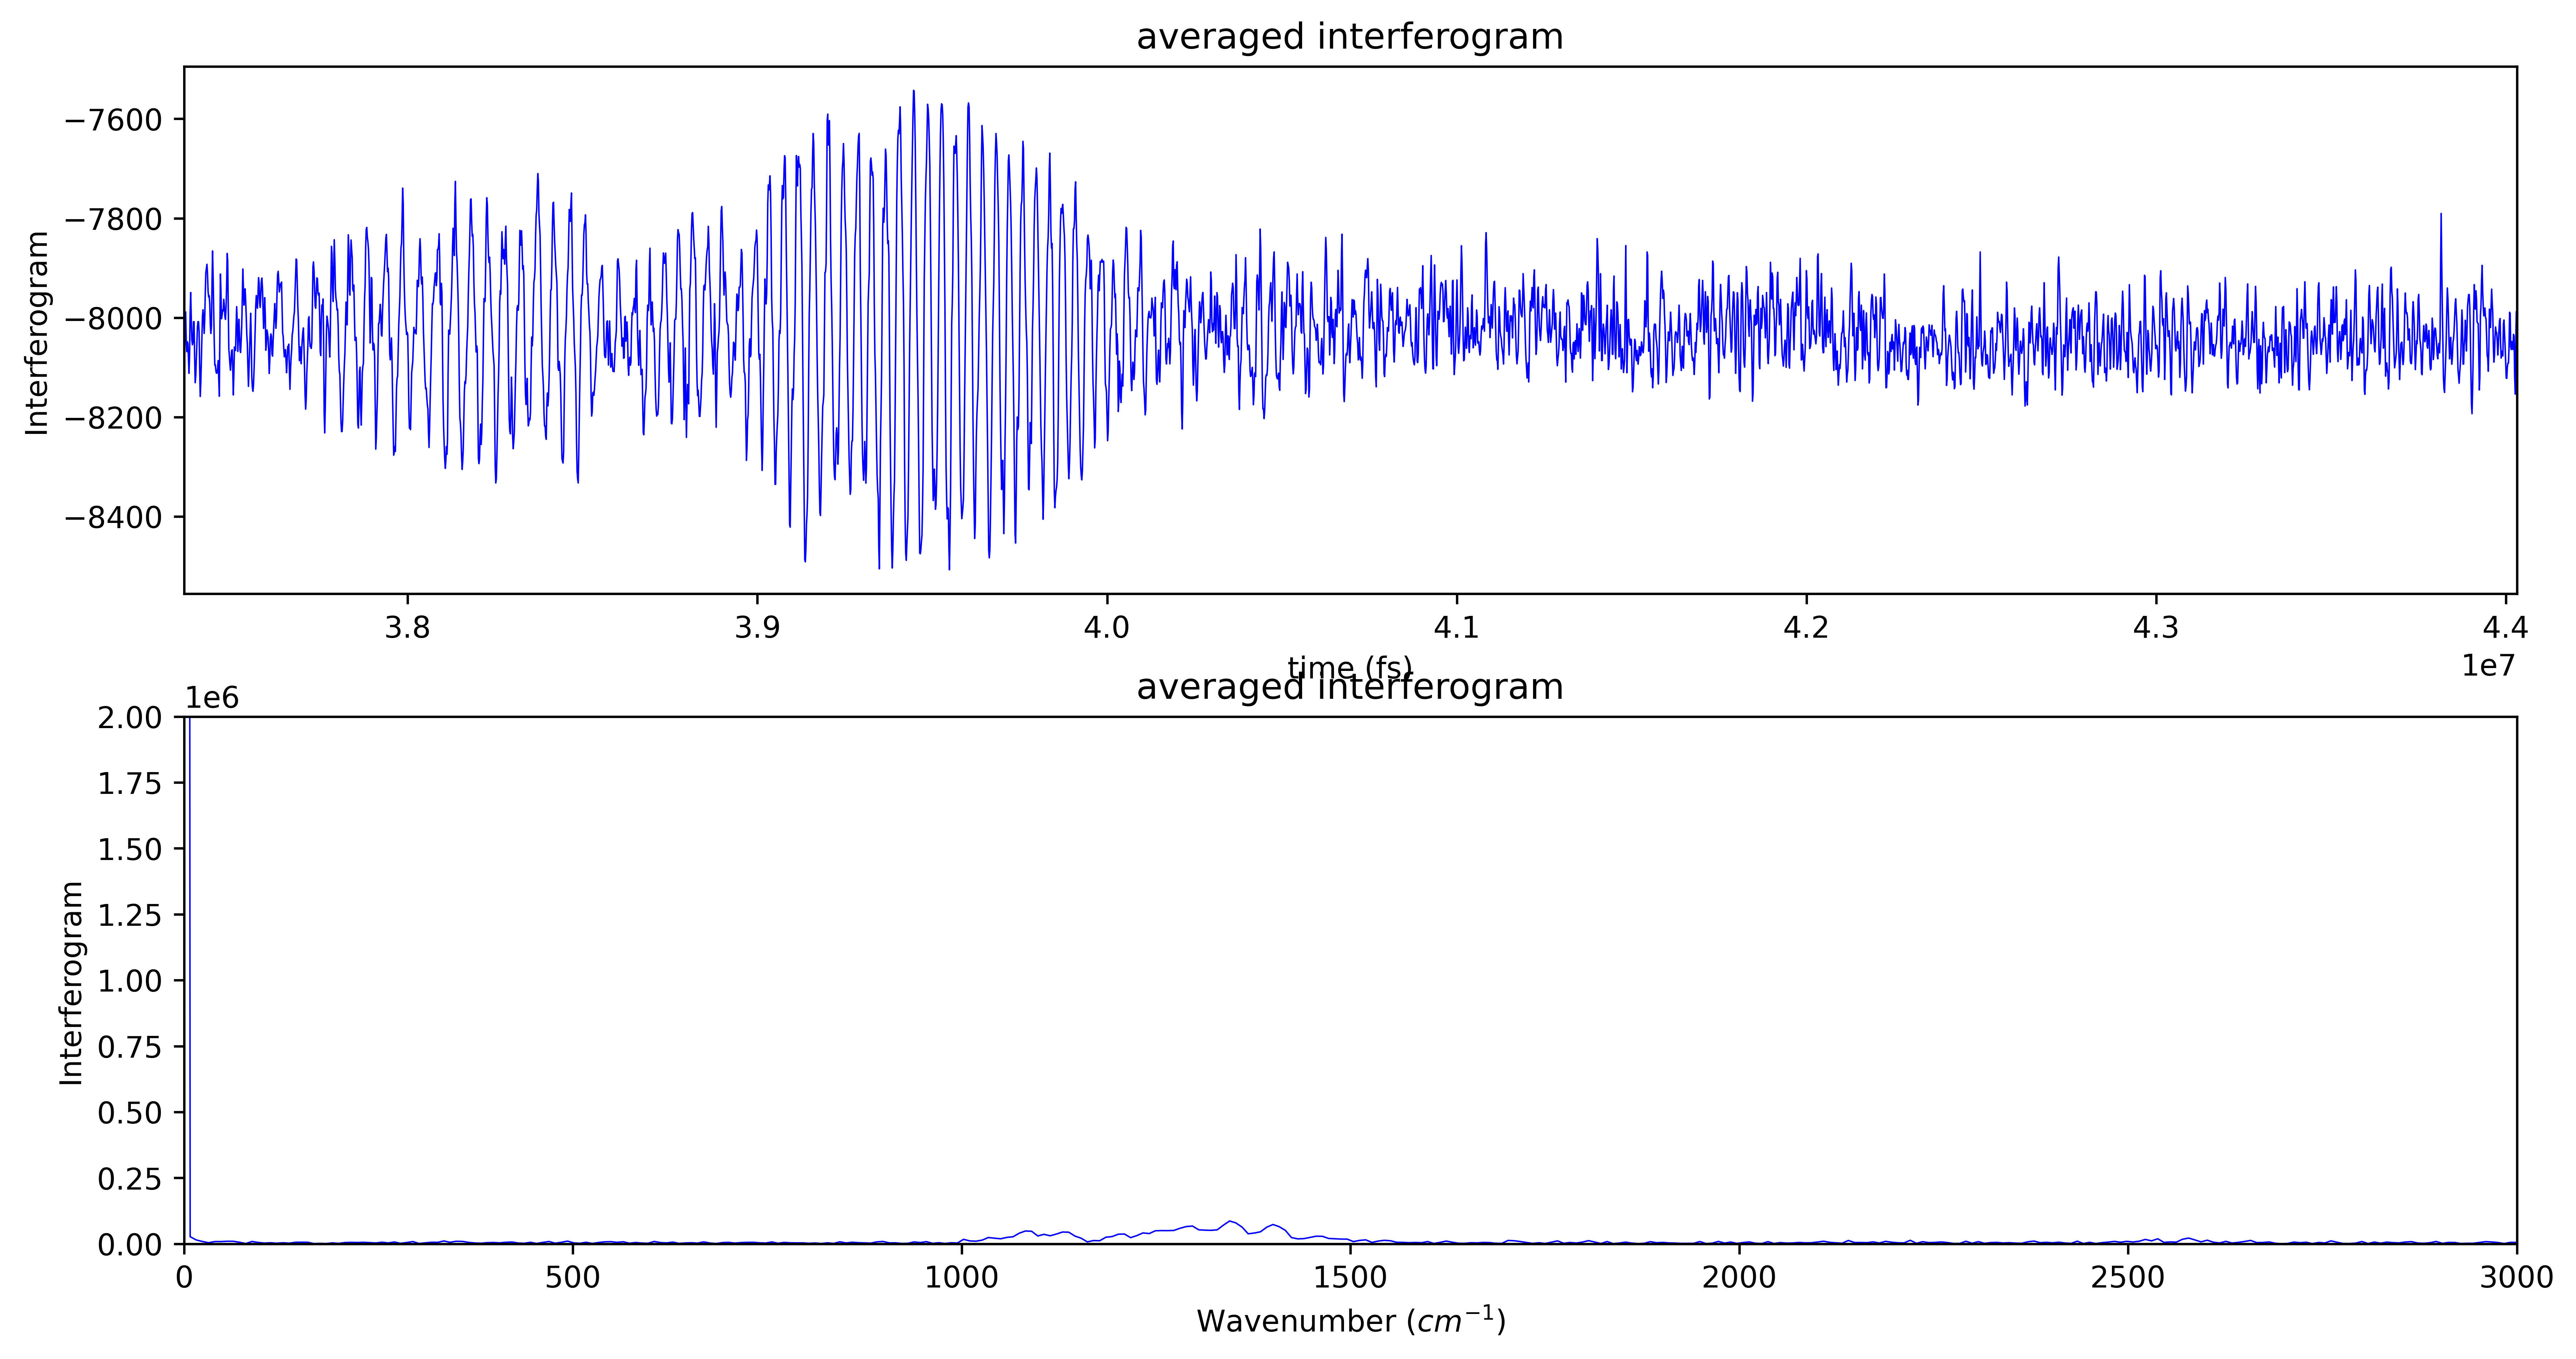 averaged interferogram
Interferogram
−7600
−7800
−8000
−8200
−8400
3.8 3.9 4.0 4.1 4.2 4.3 4.4
time (fs)
1e7
averaged interferogram
1e6
Interferogram
2.00
1.75
1.50
1.25
1.00
0.75
0.50
0.25
0.00
0 500 1000 1500 2000 2500 3000
Wavenumber (cm⁻¹)